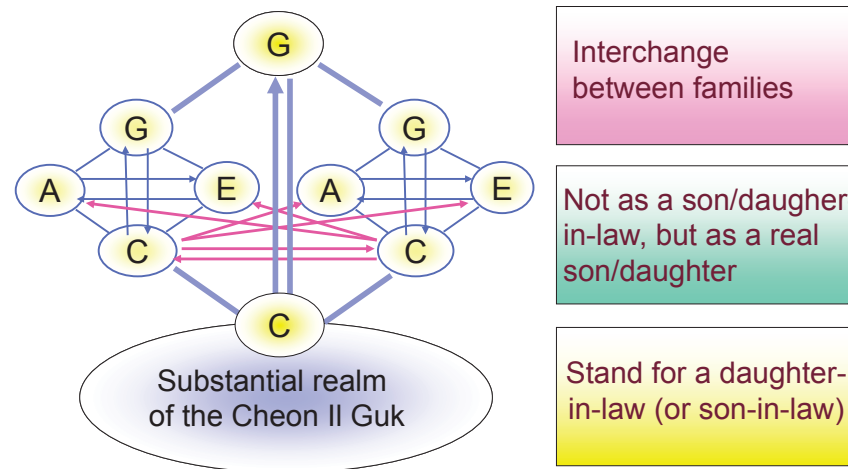 G
G
G
A
E
A
E
C
C
C
Substantial realm
of the Cheon Il Guk
Interchange
between families
Not as a son/daugher
in-law, but as a real
son/daughter
Stand for a daughter-
in-law (or son-in-law)